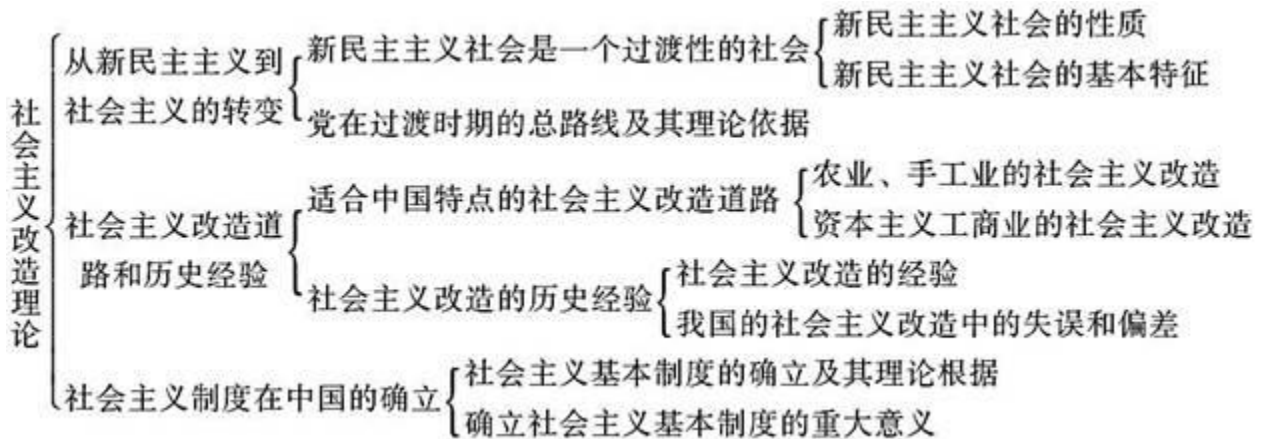 社会主义改造理论
从新民主主义到
社会主义的转变
新民主主义社会是一个过渡性的社会
新民主主义社会的性质
新民主主义社会的基本特征
党在过渡时期的总路线及其理论依据
社会主义改造道
路和历史经验
适合中国特点的社会主义改造道路
农业、手工业的社会主义改造
资本主义工商业的社会主义改造
社会主义改造的历史经验
社会主义改造的经验
我国的社会主义改造中的失误和偏差
社会主义制度在中国的确立
社会主义基本制度的确立及其理论根据
确立社会主义基本制度的重大意义